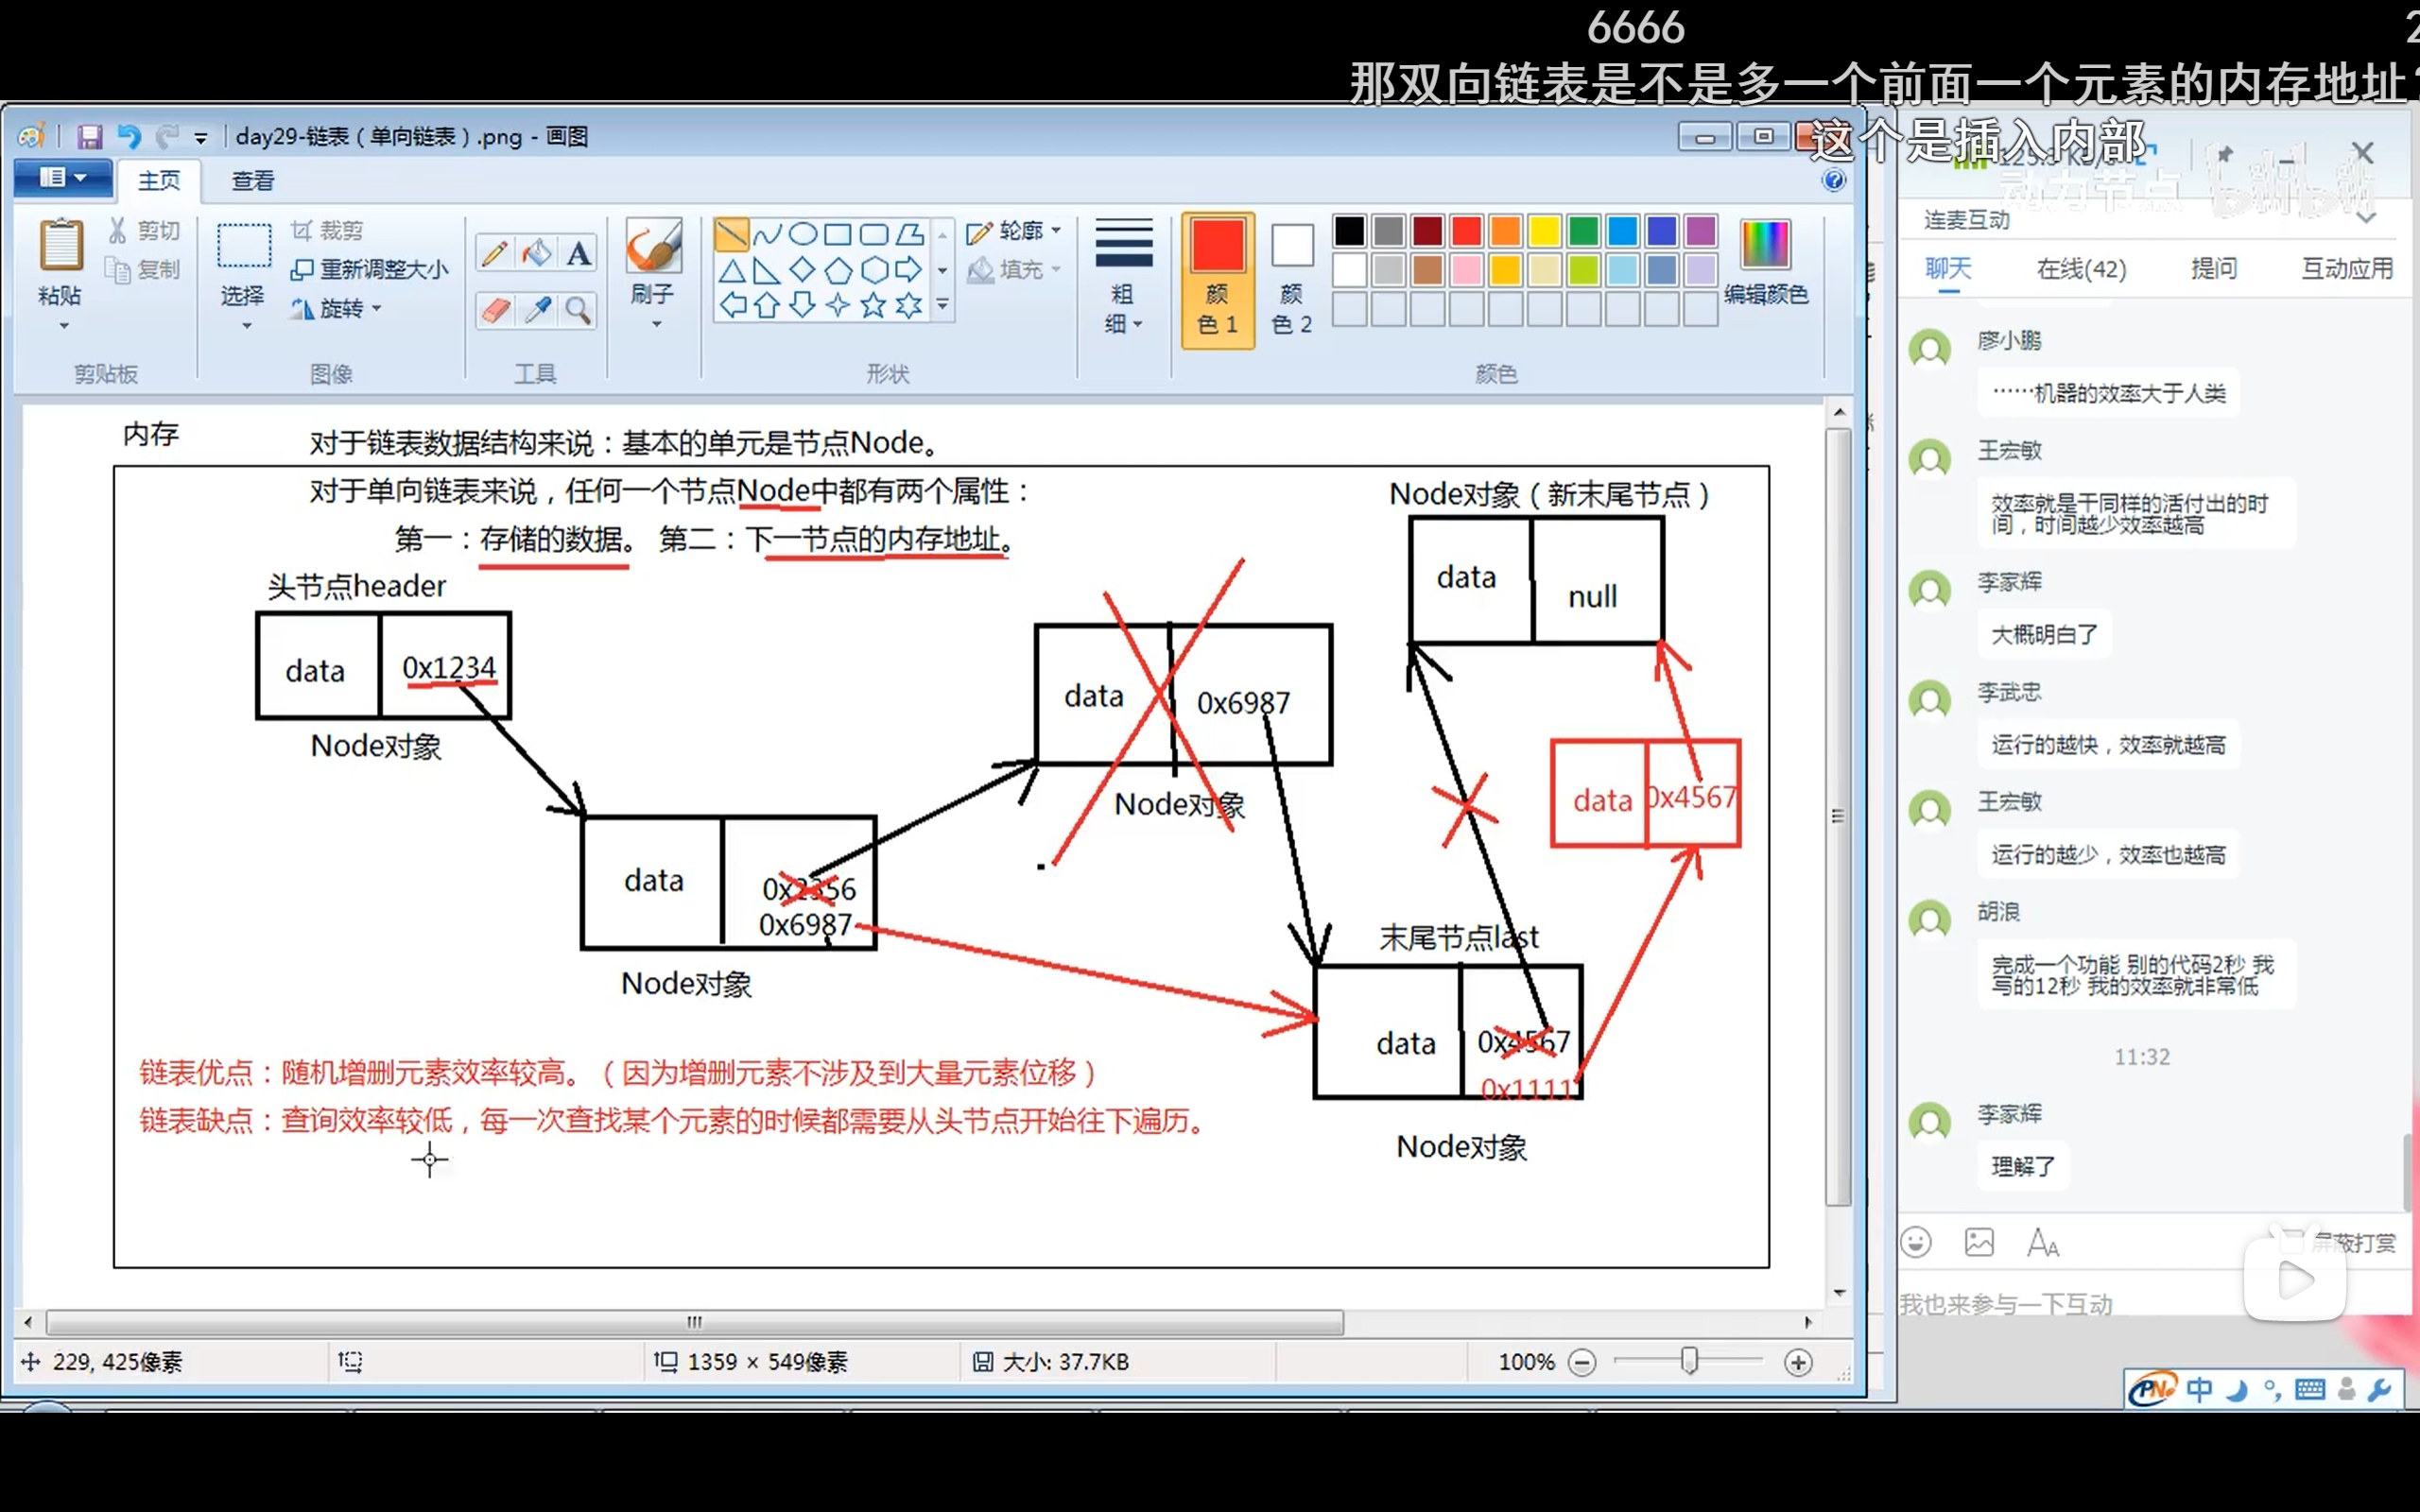 6666
那双向链表是不是多一个前面一个元素的内存地址
这个是插入内部
day29-链表（单向链表）.png - 画图
主页
查看
粘贴
剪切
复制
剪贴板
选择
裁剪
重新调整大小
旋转
图像
A
工具
刷子
形状
轮廓
填充
粗
细
颜
色 1
颜
色 2
编辑颜色
颜色
内存
对于链表数据结构来说：基本的单元是节点Node。
对于单向链表来说，任何一个节点Node中都有两个属性：
第一：存储的数据。 第二：下一节点的内存地址。
头节点header
data
0x1234
Node对象
data
0x2356
0x6987
Node对象
data
0x6987
Node对象
Node对象（新末尾节点）
data
null
data
0x4567
末尾节点last
data
0x4567
0x1111
Node对象
链表优点：随机增删元素效率较高。（因为增删元素不涉及到大量元素位移）
链表缺点：查询效率较低，每一次查找某个元素的时候都需要从头节点开始往下遍历。
229, 425像素
1359 × 549像素
大小: 37.7KB
100%
动力节点
bilibili
连麦互动
聊天
在线(42)
提问
互动应用
廖小鹏
……机器的效率大于人类
王宏敏
效率就是干同样的活付出的时
间，时间越少效率越高
李家辉
大概明白了
李武忠
运行的越快，效率就越高
王宏敏
运行的越少，效率也越高
胡浪
完成一个功能 别的代码2秒 我
写的12秒 我的效率就非常低
11:32
李家辉
理解了
屏蔽打赏
我也来参与一下互动
中